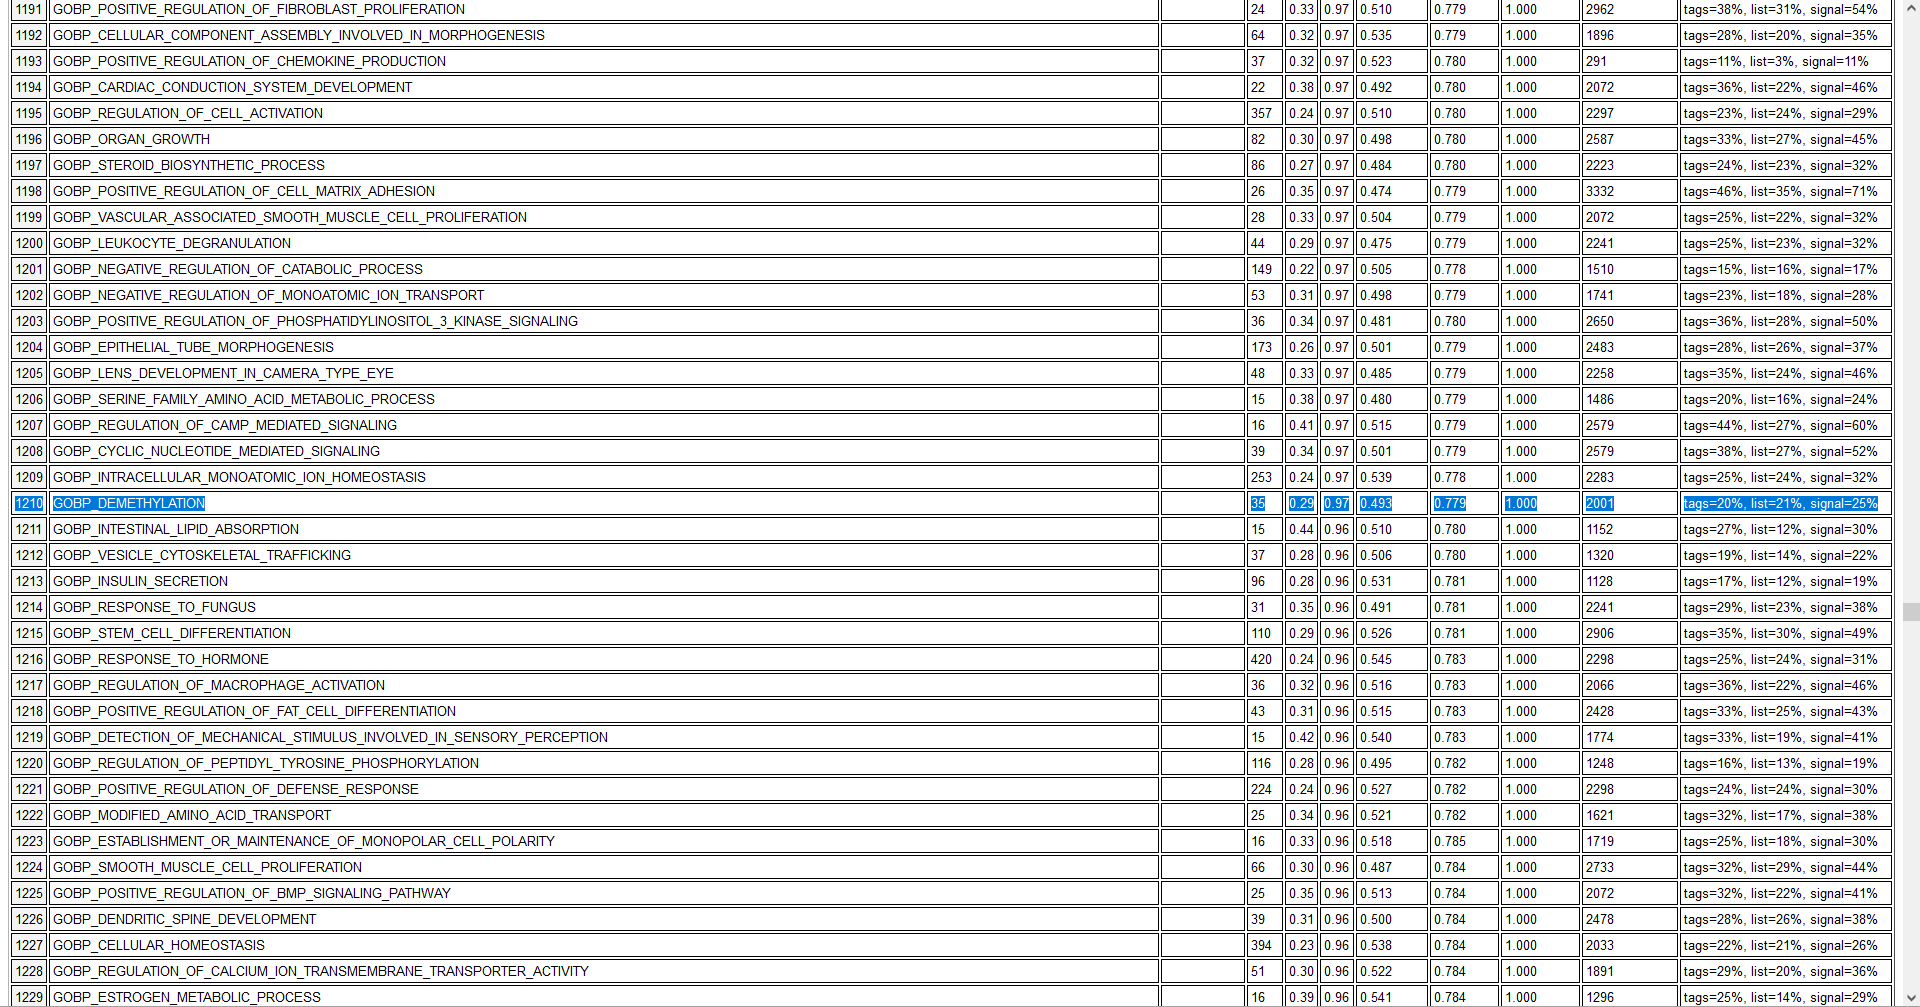 1191 GOBP_POSITIVE_REGULATION_OF_FIBROBLAST_PROLIFERATION 24 0.33 0.97 0.510 0.779 1.000 2962 tags=38%, list=31%, signal=54%
1192 GOBP_CELLULAR_COMPONENT_ASSEMBLY_INVOLVED_IN_MORPHOGENESIS 64 0.32 0.97 0.535 0.779 1.000 1896 tags=28%, list=20%, signal=35%
1193 GOBP_POSITIVE_REGULATION_OF_CHEMOKINE_PRODUCTION 37 0.32 0.97 0.523 0.780 1.000 291 tags=11%, list=3%, signal=11%
1194 GOBP_CARDIAC_CONDUCTION_SYSTEM_DEVELOPMENT 22 0.38 0.97 0.492 0.780 1.000 2072 tags=36%, list=22%, signal=46%
1195 GOBP_REGULATION_OF_CELL_ACTIVATION 357 0.24 0.97 0.510 0.780 1.000 2297 tags=23%, list=24%, signal=29%
1196 GOBP_ORGAN_GROWTH 82 0.30 0.97 0.498 0.780 1.000 2587 tags=33%, list=27%, signal=45%
1197 GOBP_STEROID_BIOSYNTHETIC_PROCESS 86 0.27 0.97 0.484 0.780 1.000 2223 tags=24%, list=23%, signal=32%
1198 GOBP_POSITIVE_REGULATION_OF_CELL_MATRIX_ADHESION 26 0.35 0.97 0.474 0.779 1.000 3332 tags=46%, list=35%, signal=71%
1199 GOBP_VASCULAR_ASSOCIATED_SMOOTH_MUSCLE_CELL_PROLIFERATION 28 0.33 0.97 0.504 0.779 1.000 2072 tags=25%, list=22%, signal=32%
1200 GOBP_LEUKOCYTE_DEGRANULATION 44 0.29 0.97 0.475 0.779 1.000 2241 tags=25%, list=23%, signal=32%
1201 GOBP_NEGATIVE_REGULATION_OF_CATABOLIC_PROCESS 149 0.22 0.97 0.505 0.778 1.000 1510 tags=15%, list=16%, signal=17%
1202 GOBP_NEGATIVE_REGULATION_OF_MONOATOMIC_ION_TRANSPORT 53 0.31 0.97 0.498 0.779 1.000 1741 tags=23%, list=18%, signal=28%
1203 GOBP_POSITIVE_REGULATION_OF_PHOSPHATIDYLINOSITOL_3_KINASE_SIGNALING 36 0.34 0.97 0.481 0.780 1.000 2650 tags=36%, list=28%, signal=50%
1204 GOBP_EPITHELIAL_TUBE_MORPHOGENESIS 173 0.26 0.97 0.501 0.779 1.000 2483 tags=28%, list=26%, signal=37%
1205 GOBP_LENS_DEVELOPMENT_IN_CAMERA_TYPE_EYE 48 0.33 0.97 0.485 0.779 1.000 2258 tags=35%, list=24%, signal=46%
1206 GOBP_SERINE_FAMILY_AMINO_ACID_METABOLIC_PROCESS 15 0.38 0.97 0.480 0.779 1.000 1486 tags=20%, list=16%, signal=24%
1207 GOBP_REGULATION_OF_CAMP_MEDIATED_SIGNALING 16 0.41 0.97 0.515 0.779 1.000 2579 tags=44%, list=27%, signal=60%
1208 GOBP_CYCLIC_NUCLEOTIDE_MEDIATED_SIGNALING 39 0.34 0.97 0.501 0.779 1.000 2579 tags=38%, list=27%, signal=52%
1209 GOBP_INTRACELLULAR_MONOATOMIC_ION_HOMEOSTASIS 253 0.24 0.97 0.539 0.778 1.000 2283 tags=25%, list=24%, signal=32%
1210 GOBP_DEMETHYLATION 35 0.29 0.97 0.493 0.779 1.000 2001 tags=20%, list=21%, signal=25%
1211 GOBP_INTESTINAL_LIPID_ABSORPTION 15 0.44 0.96 0.510 0.780 1.000 1152 tags=27%, list=12%, signal=30%
1212 GOBP_VESICLE_CYTOSKELETAL_TRAFFICKING 37 0.28 0.96 0.506 0.780 1.000 1320 tags=19%, list=14%, signal=22%
1213 GOBP_INSULIN_SECRETION 96 0.28 0.96 0.531 0.781 1.000 1128 tags=17%, list=12%, signal=19%
1214 GOBP_RESPONSE_TO_FUNGUS 31 0.35 0.96 0.491 0.781 1.000 2241 tags=29%, list=23%, signal=38%
1215 GOBP_STEM_CELL_DIFFERENTIATION 110 0.29 0.96 0.526 0.781 1.000 2906 tags=35%, list=30%, signal=49%
1216 GOBP_RESPONSE_TO_HORMONE 420 0.24 0.96 0.545 0.783 1.000 2298 tags=25%, list=24%, signal=31%
1217 GOBP_REGULATION_OF_MACROPHAGE_ACTIVATION 36 0.32 0.96 0.516 0.783 1.000 2066 tags=36%, list=22%, signal=46%
1218 GOBP_POSITIVE_REGULATION_OF_FAT_CELL_DIFFERENTIATION 43 0.31 0.96 0.515 0.783 1.000 2428 tags=33%, list=25%, signal=43%
1219 GOBP_DETECTION_OF_MECHANICAL_STIMULUS_INVOLVED_IN_SENSORY_PERCEPTION 15 0.42 0.96 0.540 0.783 1.000 1774 tags=33%, list=19%, signal=41%
1220 GOBP_REGULATION_OF_PEPTIDYL_TYROSINE_PHOSPHORYLATION 116 0.28 0.96 0.495 0.782 1.000 1248 tags=16%, list=13%, signal=19%
1221 GOBP_POSITIVE_REGULATION_OF_DEFENSE_RESPONSE 224 0.24 0.96 0.527 0.782 1.000 2298 tags=24%, list=24%, signal=30%
1222 GOBP_MODIFIED_AMINO_ACID_TRANSPORT 25 0.34 0.96 0.521 0.782 1.000 1621 tags=32%, list=17%, signal=38%
1223 GOBP_ESTABLISHMENT_OR_MAINTENANCE_OF_MONOPOLAR_CELL_POLARITY 16 0.33 0.96 0.518 0.785 1.000 1719 tags=25%, list=18%, signal=30%
1224 GOBP_SMOOTH_MUSCLE_CELL_PROLIFERATION 66 0.30 0.96 0.487 0.784 1.000 2733 tags=32%, list=29%, signal=44%
1225 GOBP_POSITIVE_REGULATION_OF_BMP_SIGNALING_PATHWAY 25 0.35 0.96 0.513 0.784 1.000 2072 tags=32%, list=22%, signal=41%
1226 GOBP_DENDRITIC_SPINE_DEVELOPMENT 39 0.31 0.96 0.500 0.784 1.000 2478 tags=28%, list=26%, signal=38%
1227 GOBP_CELLULAR_HOMEOSTASIS 394 0.23 0.96 0.538 0.784 1.000 2033 tags=22%, list=21%, signal=26%
1228 GOBP_REGULATION_OF_CALCIUM_ION_TRANSMEMBRANE_TRANSPORTER_ACTIVITY 51 0.30 0.96 0.522 0.784 1.000 1891 tags=29%, list=20%, signal=36%
1229 GOBP_ESTROGEN_METABOLIC_PROCESS 16 0.39 0.96 0.541 0.784 1.000 1296 tags=25%, list=14%, signal=29%